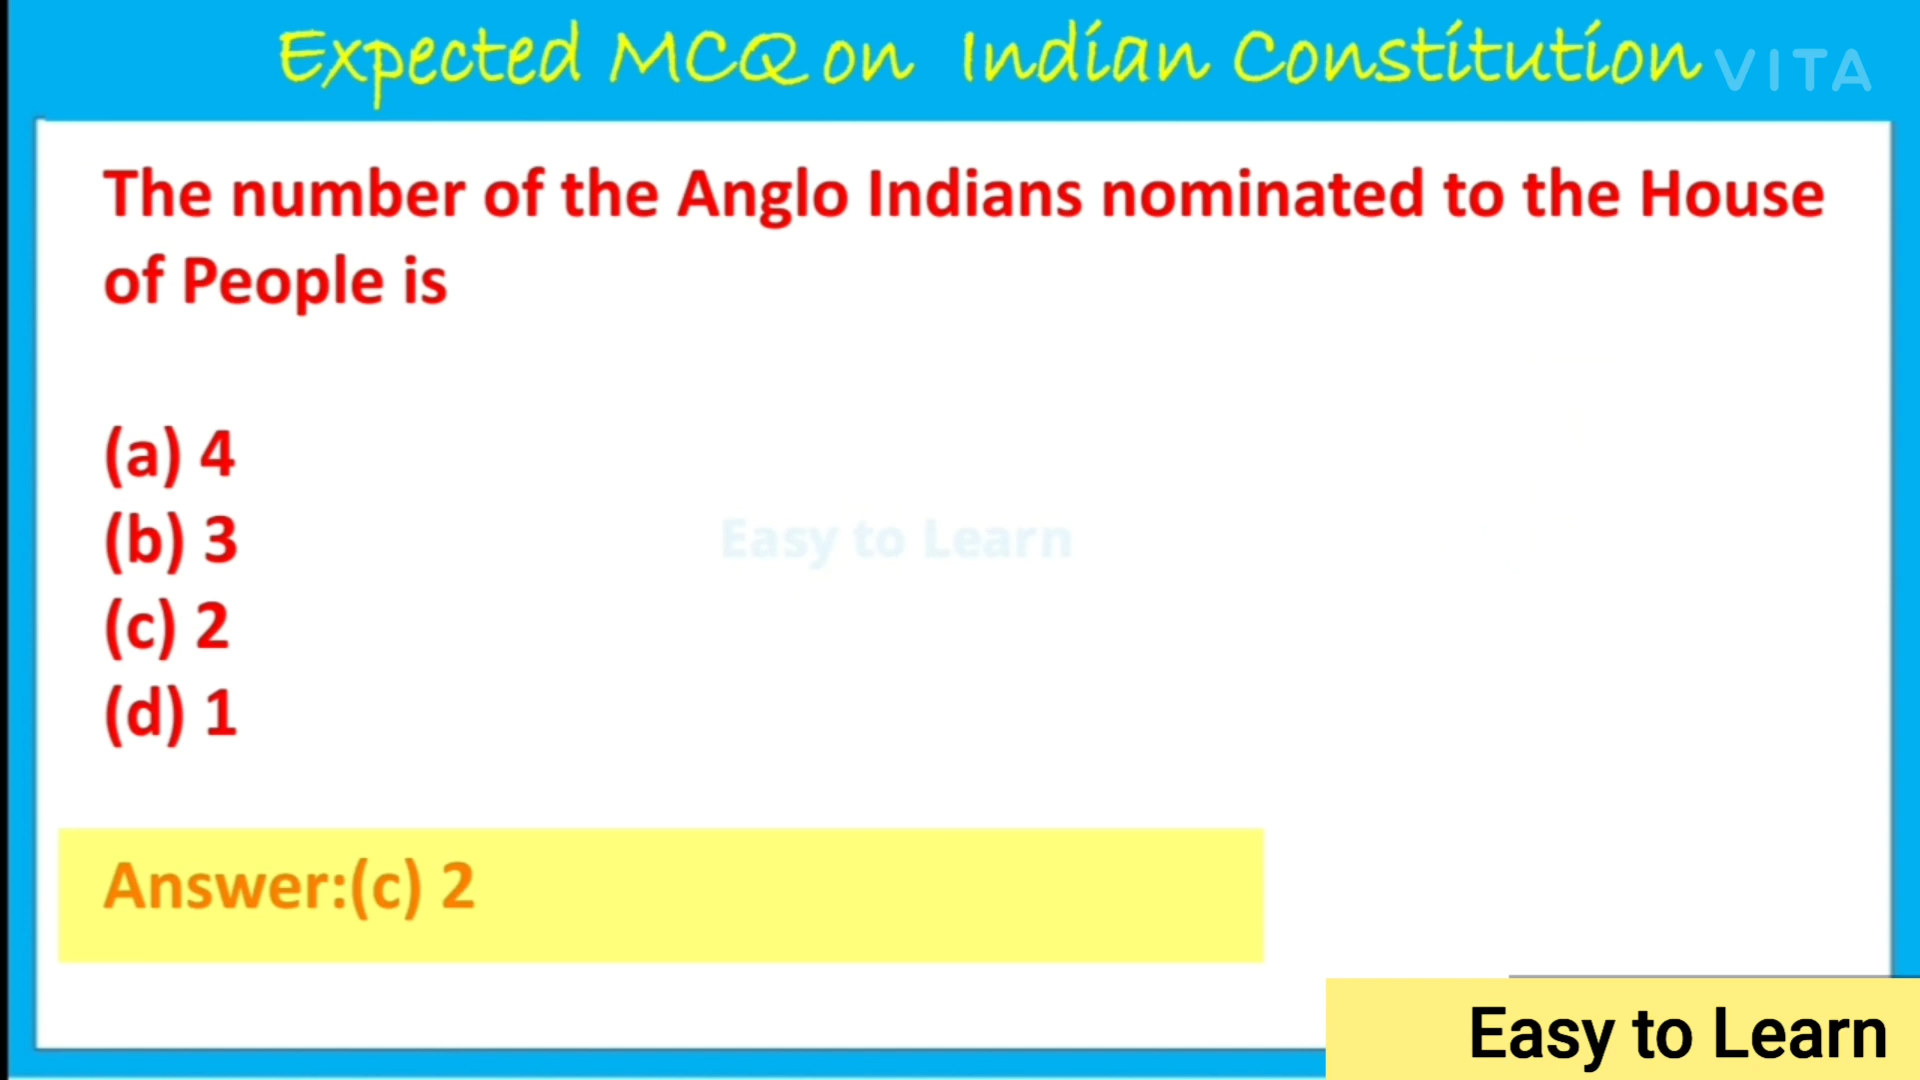 Expected MCQ on Indian Constitution
VITA
The number of the Anglo Indians nominated to the House
of People is
(a) 4
(b) 3
(c) 2
(d) 1
Easy to Learn
Answer:(c) 2
Easy to Learn